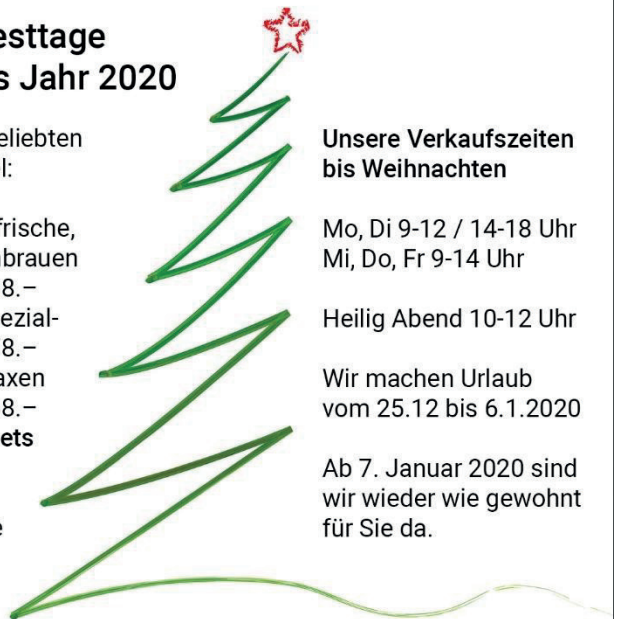 esttage
s Jahr 2020
eliebten
l:
frische,
brauen
8.–
ezial-
8.–
axen
8.–
ets
e
Unsere Verkaufszeiten
bis Weihnachten
Mo, Di 9-12 / 14-18 Uhr
Mi, Do, Fr 9-14 Uhr
Heilig Abend 10-12 Uhr
Wir machen Urlaub
vom 25.12 bis 6.1.2020
Ab 7. Januar 2020 sind
wir wieder wie gewohnt
für Sie da.